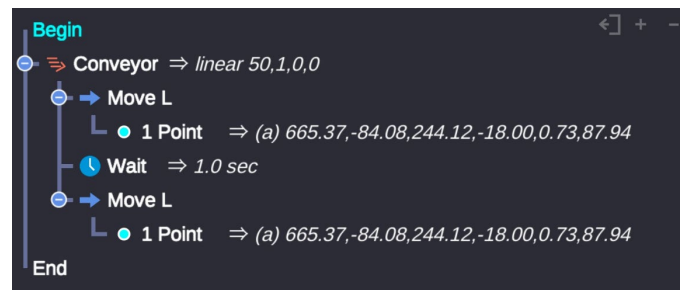 Begin
Conveyor ⇒ linear 50,1,0,0
Move L
1 Point ⇒ (a) 665.37,-84.08,244.12,-18.00,0.73,87.94
Wait ⇒ 1.0 sec
Move L
1 Point ⇒ (a) 665.37,-84.08,244.12,-18.00,0.73,87.94
End